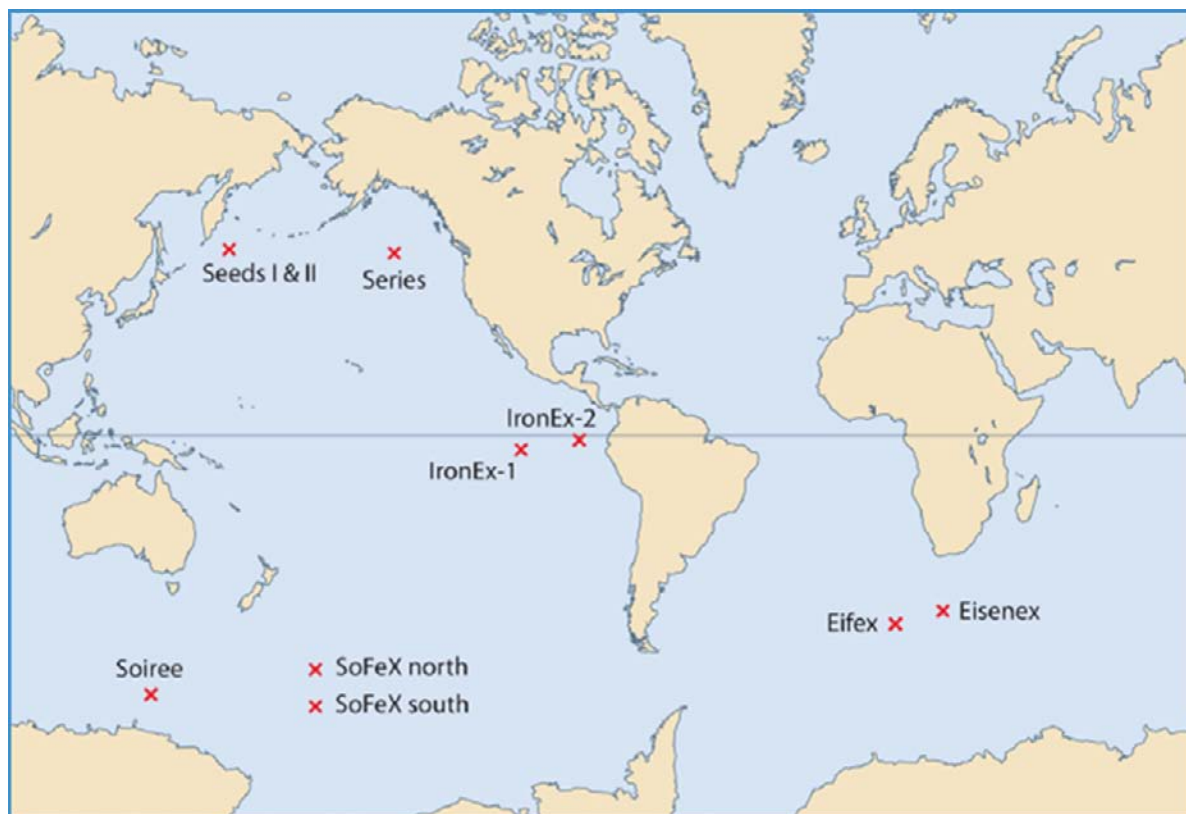 Seeds I & II
Series
IronEx-2
IronEx-1
Eifex
Eisenex
Soiree
SoFeX north
SoFeX south